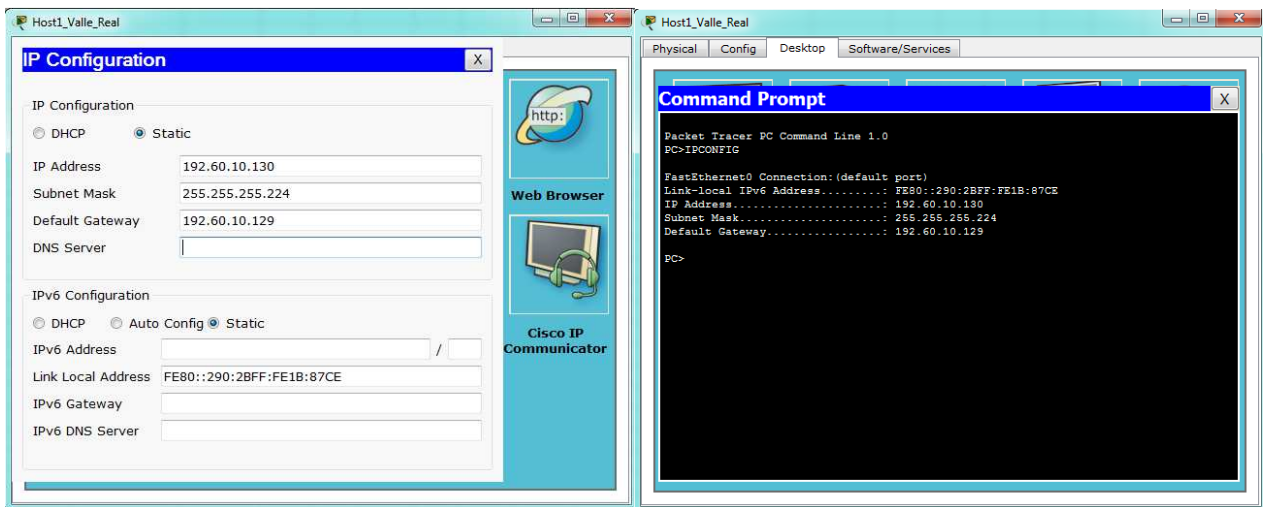 Host1_Valle_Real
IP Configuration
X
IP Configuration
DHCP Static
IP Address 192.60.10.130
Subnet Mask 255.255.255.224
Default Gateway 192.60.10.129
DNS Server
IPv6 Configuration
DHCP Auto Config Static
IPv6 Address /
Link Local Address FE80::290:2BFF:FE1B:87CE
IPv6 Gateway
IPv6 DNS Server
http:
Web Browser
Cisco IP
Communicator
Host1_Valle_Real
Physical Config Desktop Software/Services
Command Prompt
X
Packet Tracer PC Command Line 1.0
PC>IPCONFIG
FastEthernet0 Connection:(default port)
Link-local IPv6 Address.........: FE80::290:2BFF:FE1B:87CE
IP Address......................: 192.60.10.130
Subnet Mask.....................: 255.255.255.224
Default Gateway.................: 192.60.10.129
PC>